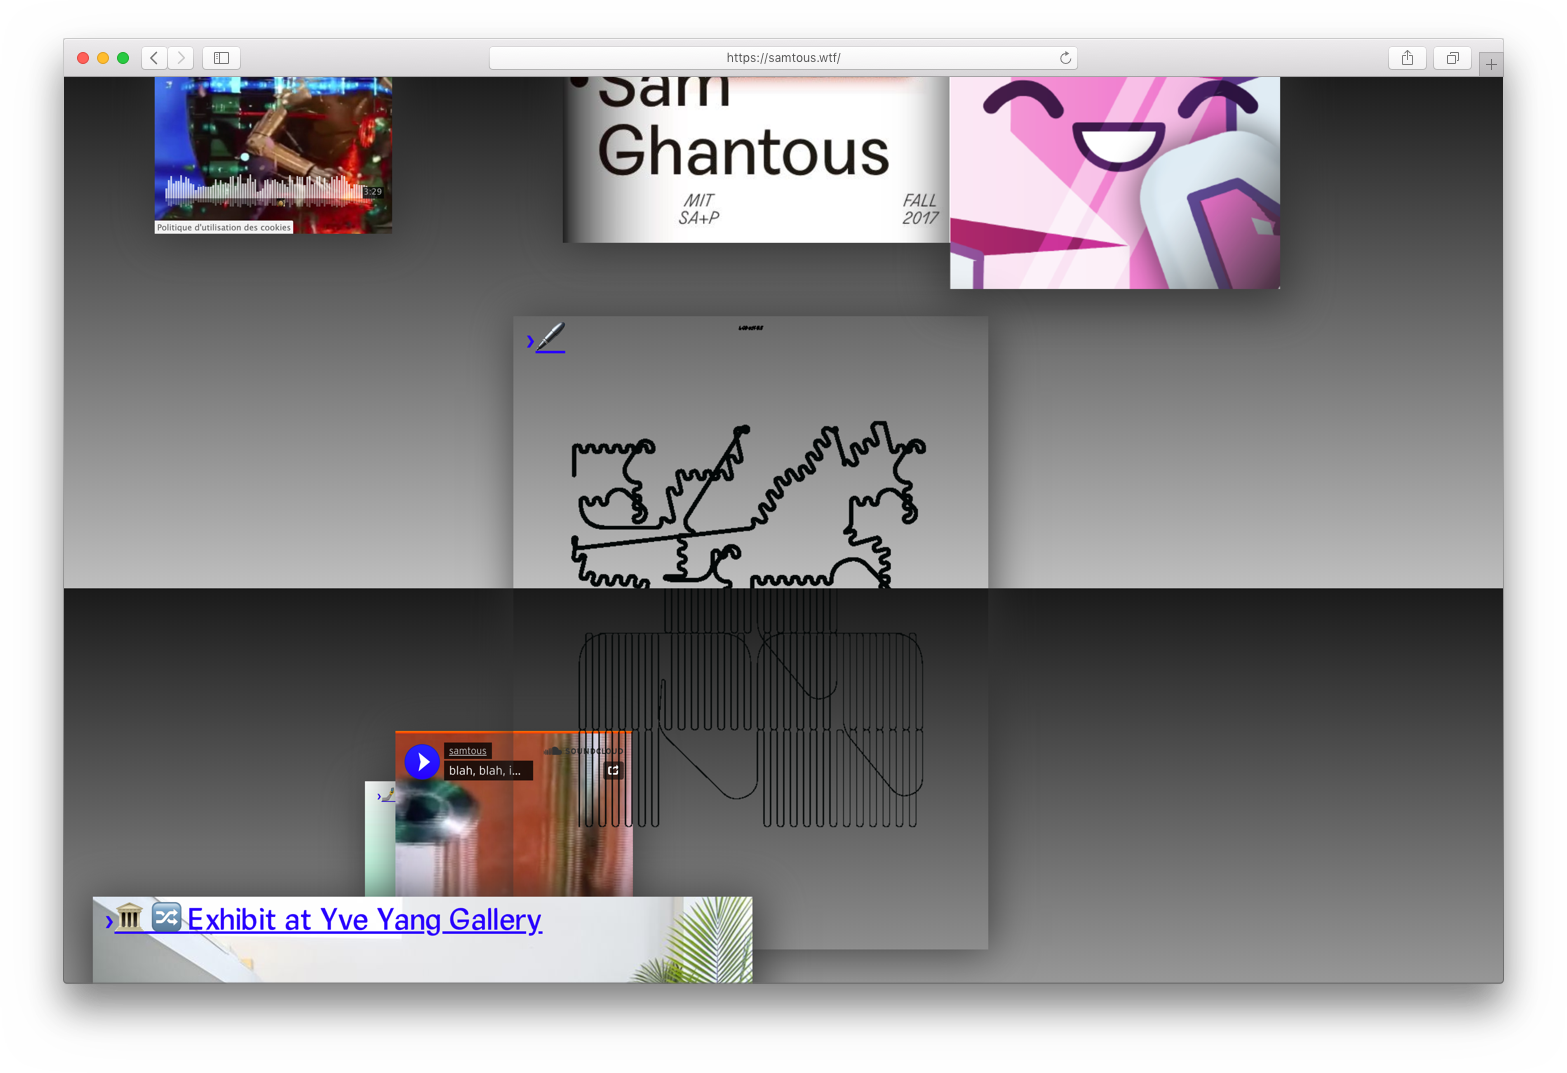 https://samtous.wtf/
Sam
Ghantous
MIT
SA+P
FALL
2017
3:29
Politique d'utilisation des cookies
samtous
SOUNDCLOUD
blah, blah, i...
Exhibit at Yve Yang Gallery